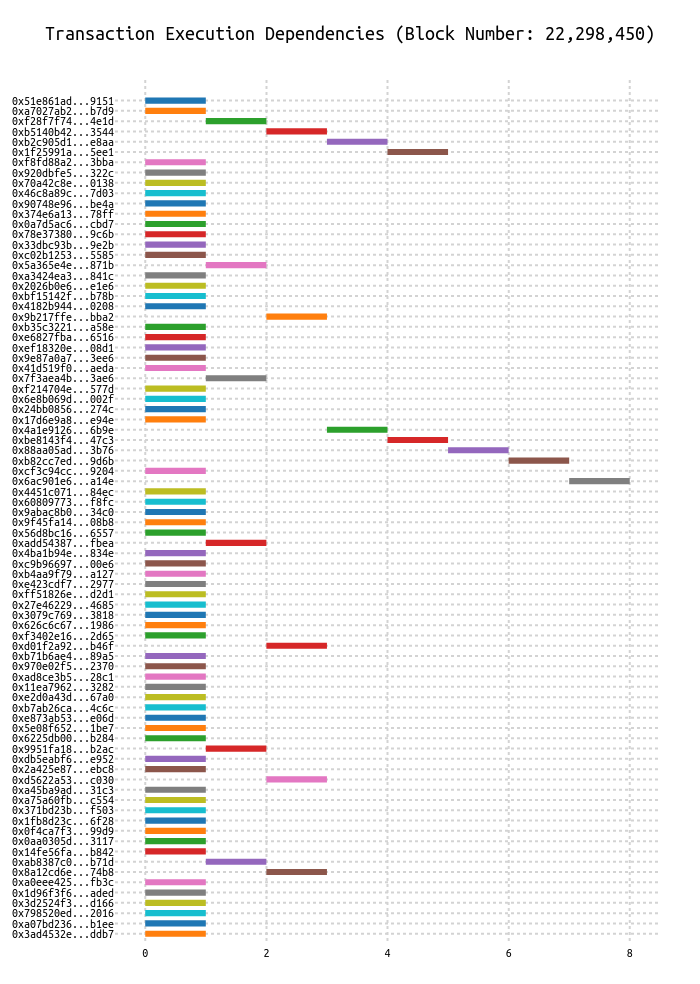 Transaction Execution Dependencies (Block Number: 22,298,450)
0x51e861ad...9151
0xa7027ab2...b7d9
0xf28f7f74...4e1d
0xb5140b42...3544
0xb2c905d1...e8aa
0x1f25991a...5ee1
0xf8fd88a2...3bba
0x920dbfe5...322c
0x70a42c8e...0138
0x46c8a89c...7d03
0x90748e96...be4a
0x374e6a13...78ff
0x0a7d5ac6...cbd7
0x78e37380...9c6b
0x33dbc93b...9e2b
0xc02b1253...5585
0x5a365e4e...871b
0xa3424ea3...841c
0x2026b0e6...e1e6
0xbf15142f...b78b
0x4182b944...0208
0x9b217ffe...bba2
0xb35c3221...a58e
0xe6827fba...6516
0xef18320e...08d1
0x9e87a0a7...3ee6
0x41d519f0...aeda
0x7f3aea4b...3ae6
0xf214704e...577d
0x6e8b069d...002f
0x24bb0856...274c
0x17d6e9a8...e94e
0x4a1e9126...6b9e
0xbe8143f4...47c3
0x88aa05ad...3b76
0xb82cc7ed...9d6b
0xcf3c94cc...9204
0x6ac901e6...a14e
0x4451c071...84ec
0x60809773...f8fc
0x9abac8b0...34c0
0x9f45fa14...08b8
0x56d8bc16...6557
0xadd54387...fbea
0x4ba1b94e...834e
0xc9b96697...00e6
0xb4aa9f79...a127
0xe423cdf7...2977
0xff51826e...d2d1
0x27e46229...4685
0x3079c769...3818
0x626c6c67...1986
0xf3402e16...2d65
0xd01f2a92...b46f
0xb71b6ae4...89a5
0x970e02f5...2370
0xad8ce3b5...28c1
0x11ea7962...3282
0xe2d0a43d...67a0
0xb7ab26ca...4c6c
0xe873ab53...e06d
0x5e08f652...1be7
0x6225db00...b284
0x9951fa18...b2ac
0xdb5eabf6...e952
0x2a425e87...ebc8
0xd5622a53...c030
0xa45ba9ad...31c3
0xa75a60fb...c554
0x371bd23b...f503
0x1fb8d23c...6f28
0x0f4ca7f3...99d9
0x0aa0305d...3117
0x14fe56fa...b842
0xab8387c0...b71d
0x8a12cd6e...74b8
0xa0eee425...fb3c
0x1d96f3f6...aded
0x3d2524f3...d166
0x798520ed...2016
0xa07bd236...b1ee
0x3ad4532e...ddb7
0 2 4 6 8